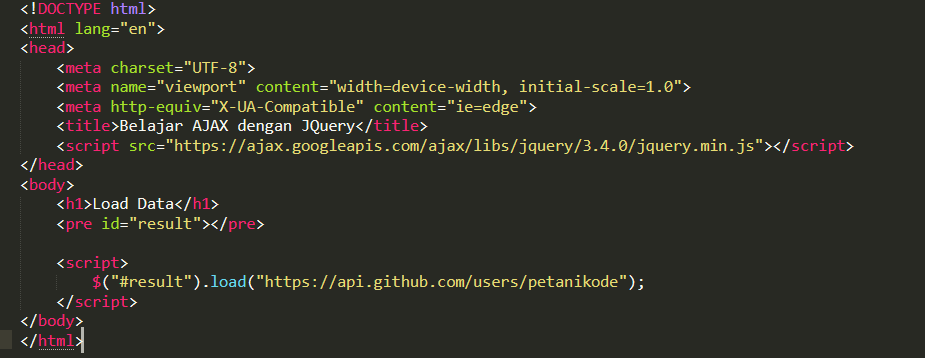 <!DOCTYPE html>
<html lang="en">
<head>
    <meta charset="UTF-8">
    <meta name="viewport" content="width=device-width, initial-scale=1.0">
    <meta http-equiv="X-UA-Compatible" content="ie=edge">
    <title>Belajar AJAX dengan JQuery</title>
    <script src="https://ajax.googleapis.com/ajax/libs/jquery/3.4.0/jquery.min.js"></script>
</head>
<body>
    <h1>Load Data</h1>
    <pre id="result"></pre>

    <script>
        $("#result").load("https://api.github.com/users/petanikode");
    </script>
</body>
</html>